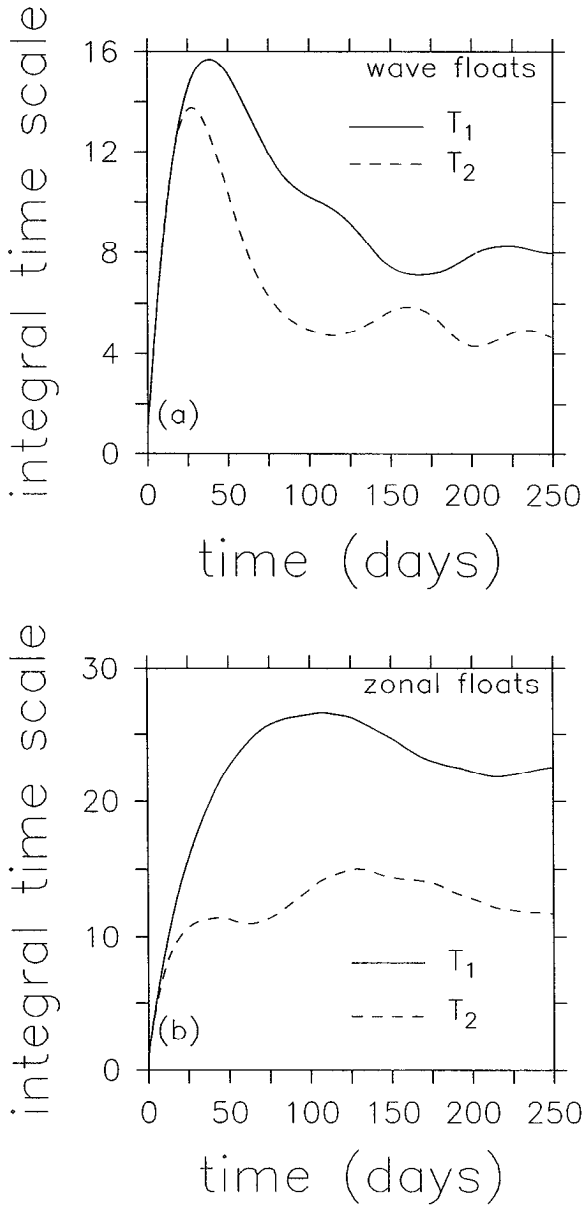 integral time scale
16
12
8
4
0
wave floats
T1
T2
(a)
0 50 100 150 200 250
time (days)
integral time scale
30
20
10
0
zonal floats
T1
T2
(b)
0 50 100 150 200 250
time (days)